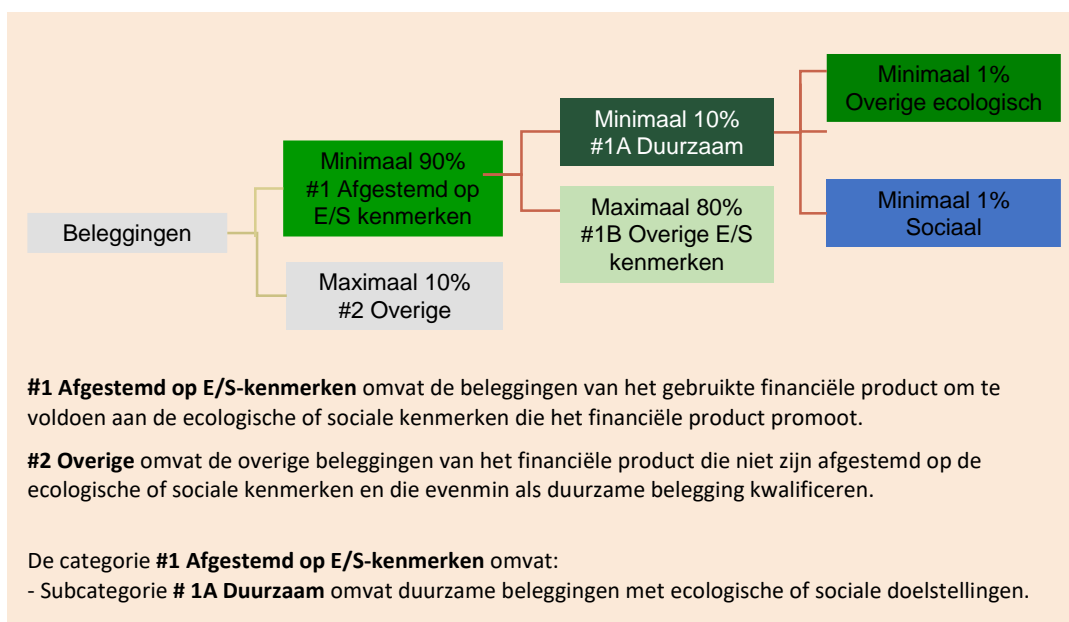 Beleggingen
Minimaal 90%
#1 Afgestemd op
E/S kenmerken
Maximaal 10%
#2 Overige
Minimaal 10%
#1A Duurzaam
Maximaal 80%
#1B Overige E/S
kenmerken
Minimaal 1%
Overige ecologisch
Minimaal 1%
Sociaal
#1 Afgestemd op E/S-kenmerken omvat de beleggingen van het gebruikte financiële product om te
voldoen aan de ecologische of sociale kenmerken die het financiële product promoot.
#2 Overige omvat de overige beleggingen van het financiële product die niet zijn afgestemd op de
ecologische of sociale kenmerken en die evenmin als duurzame belegging kwalificeren.
De categorie #1 Afgestemd op E/S-kenmerken omvat:
- Subcategorie # 1A Duurzaam omvat duurzame beleggingen met ecologische of sociale doelstellingen.